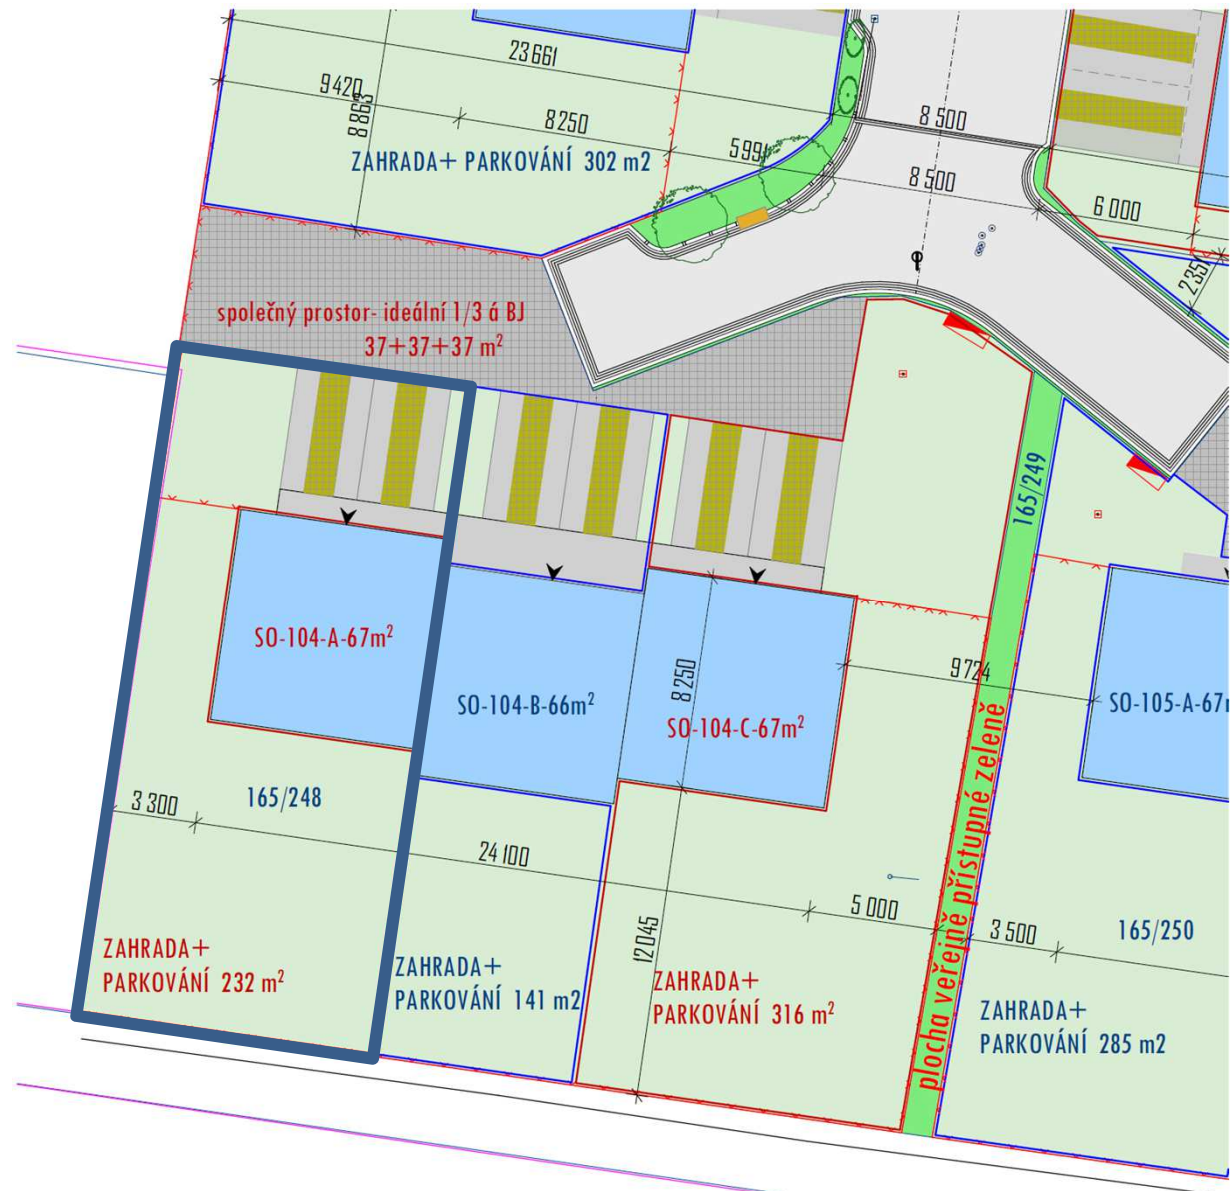 23 661
9 420
8 863
8 250
5 991
8 500
ZAHRADA+ PARKOVÁNÍ 302 m2
8 500
6 000
2 351
společný prostor- ideální 1/3 á BJ
37+37+37 m²
165/249
SO-104-A-67m²
SO-104-B-66m²
8 250
SO-104-C-67m²
9 724
SO-105-A-67m
3 300
165/248
24 100
12 045
5 000
3 500
165/250
plocha veřejně přístupné zeleně
ZAHRADA+
PARKOVÁNÍ 232 m²
ZAHRADA+
PARKOVÁNÍ 141 m2
ZAHRADA+
PARKOVÁNÍ 316 m²
ZAHRADA+
PARKOVÁNÍ 285 m2